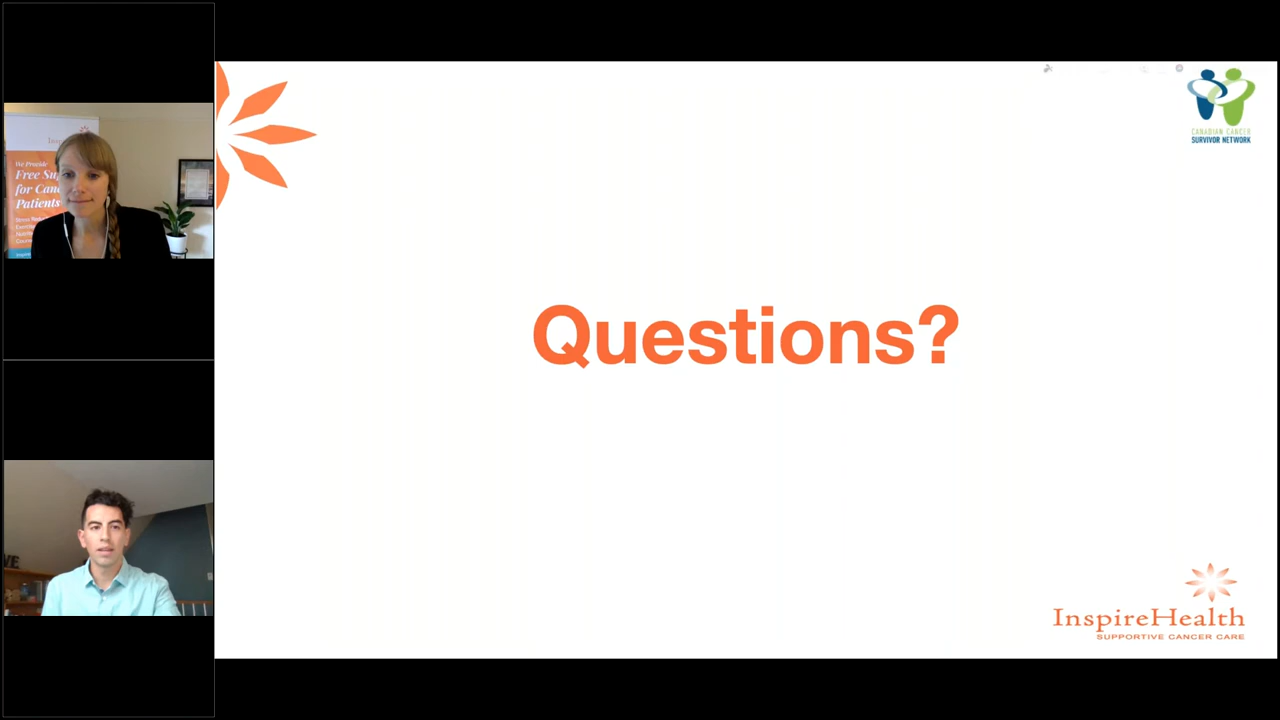 We Provide
Free Su
for Can
Patients
Questions?
CANADIAN CANCER
SURVIVOR NETWORK
InspireHealth
SUPPORTIVE CANCER CARE